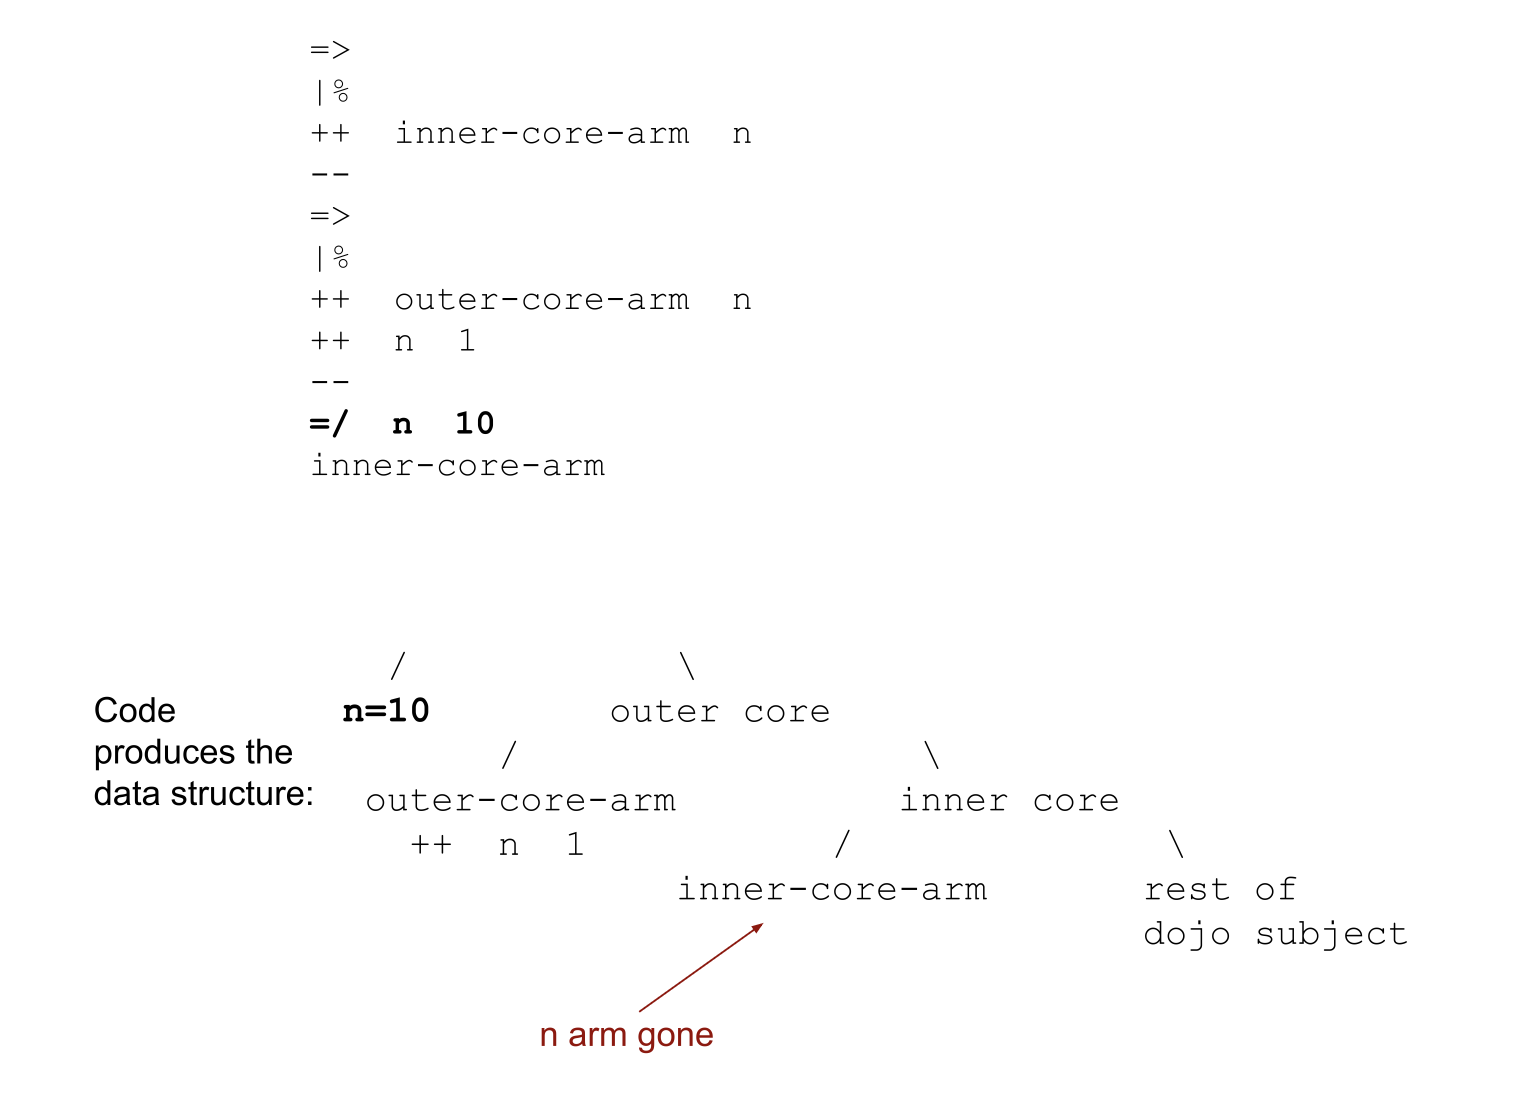 =>
|%
++  inner-core-arm  n
--
=>
|%
++  outer-core-arm  n
++  n  1
--
=/  n  10
inner-core-arm
/ \
Code
produces the
data structure:
n=10 outer core
/ \
outer-core-arm inner core
++  n  1 / \
inner-core-arm rest of
dojo subject
n arm gone